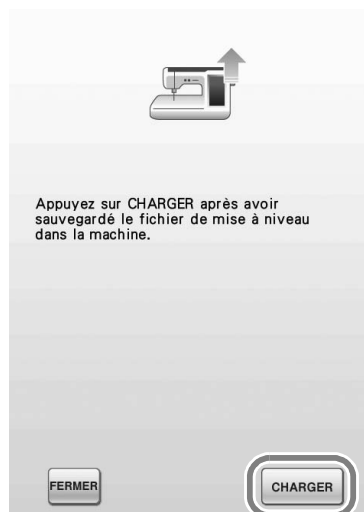 Appuyez sur CHARGER après avoir
sauvegardé le fichier de mise à niveau
dans la machine.
FERMER
CHARGER